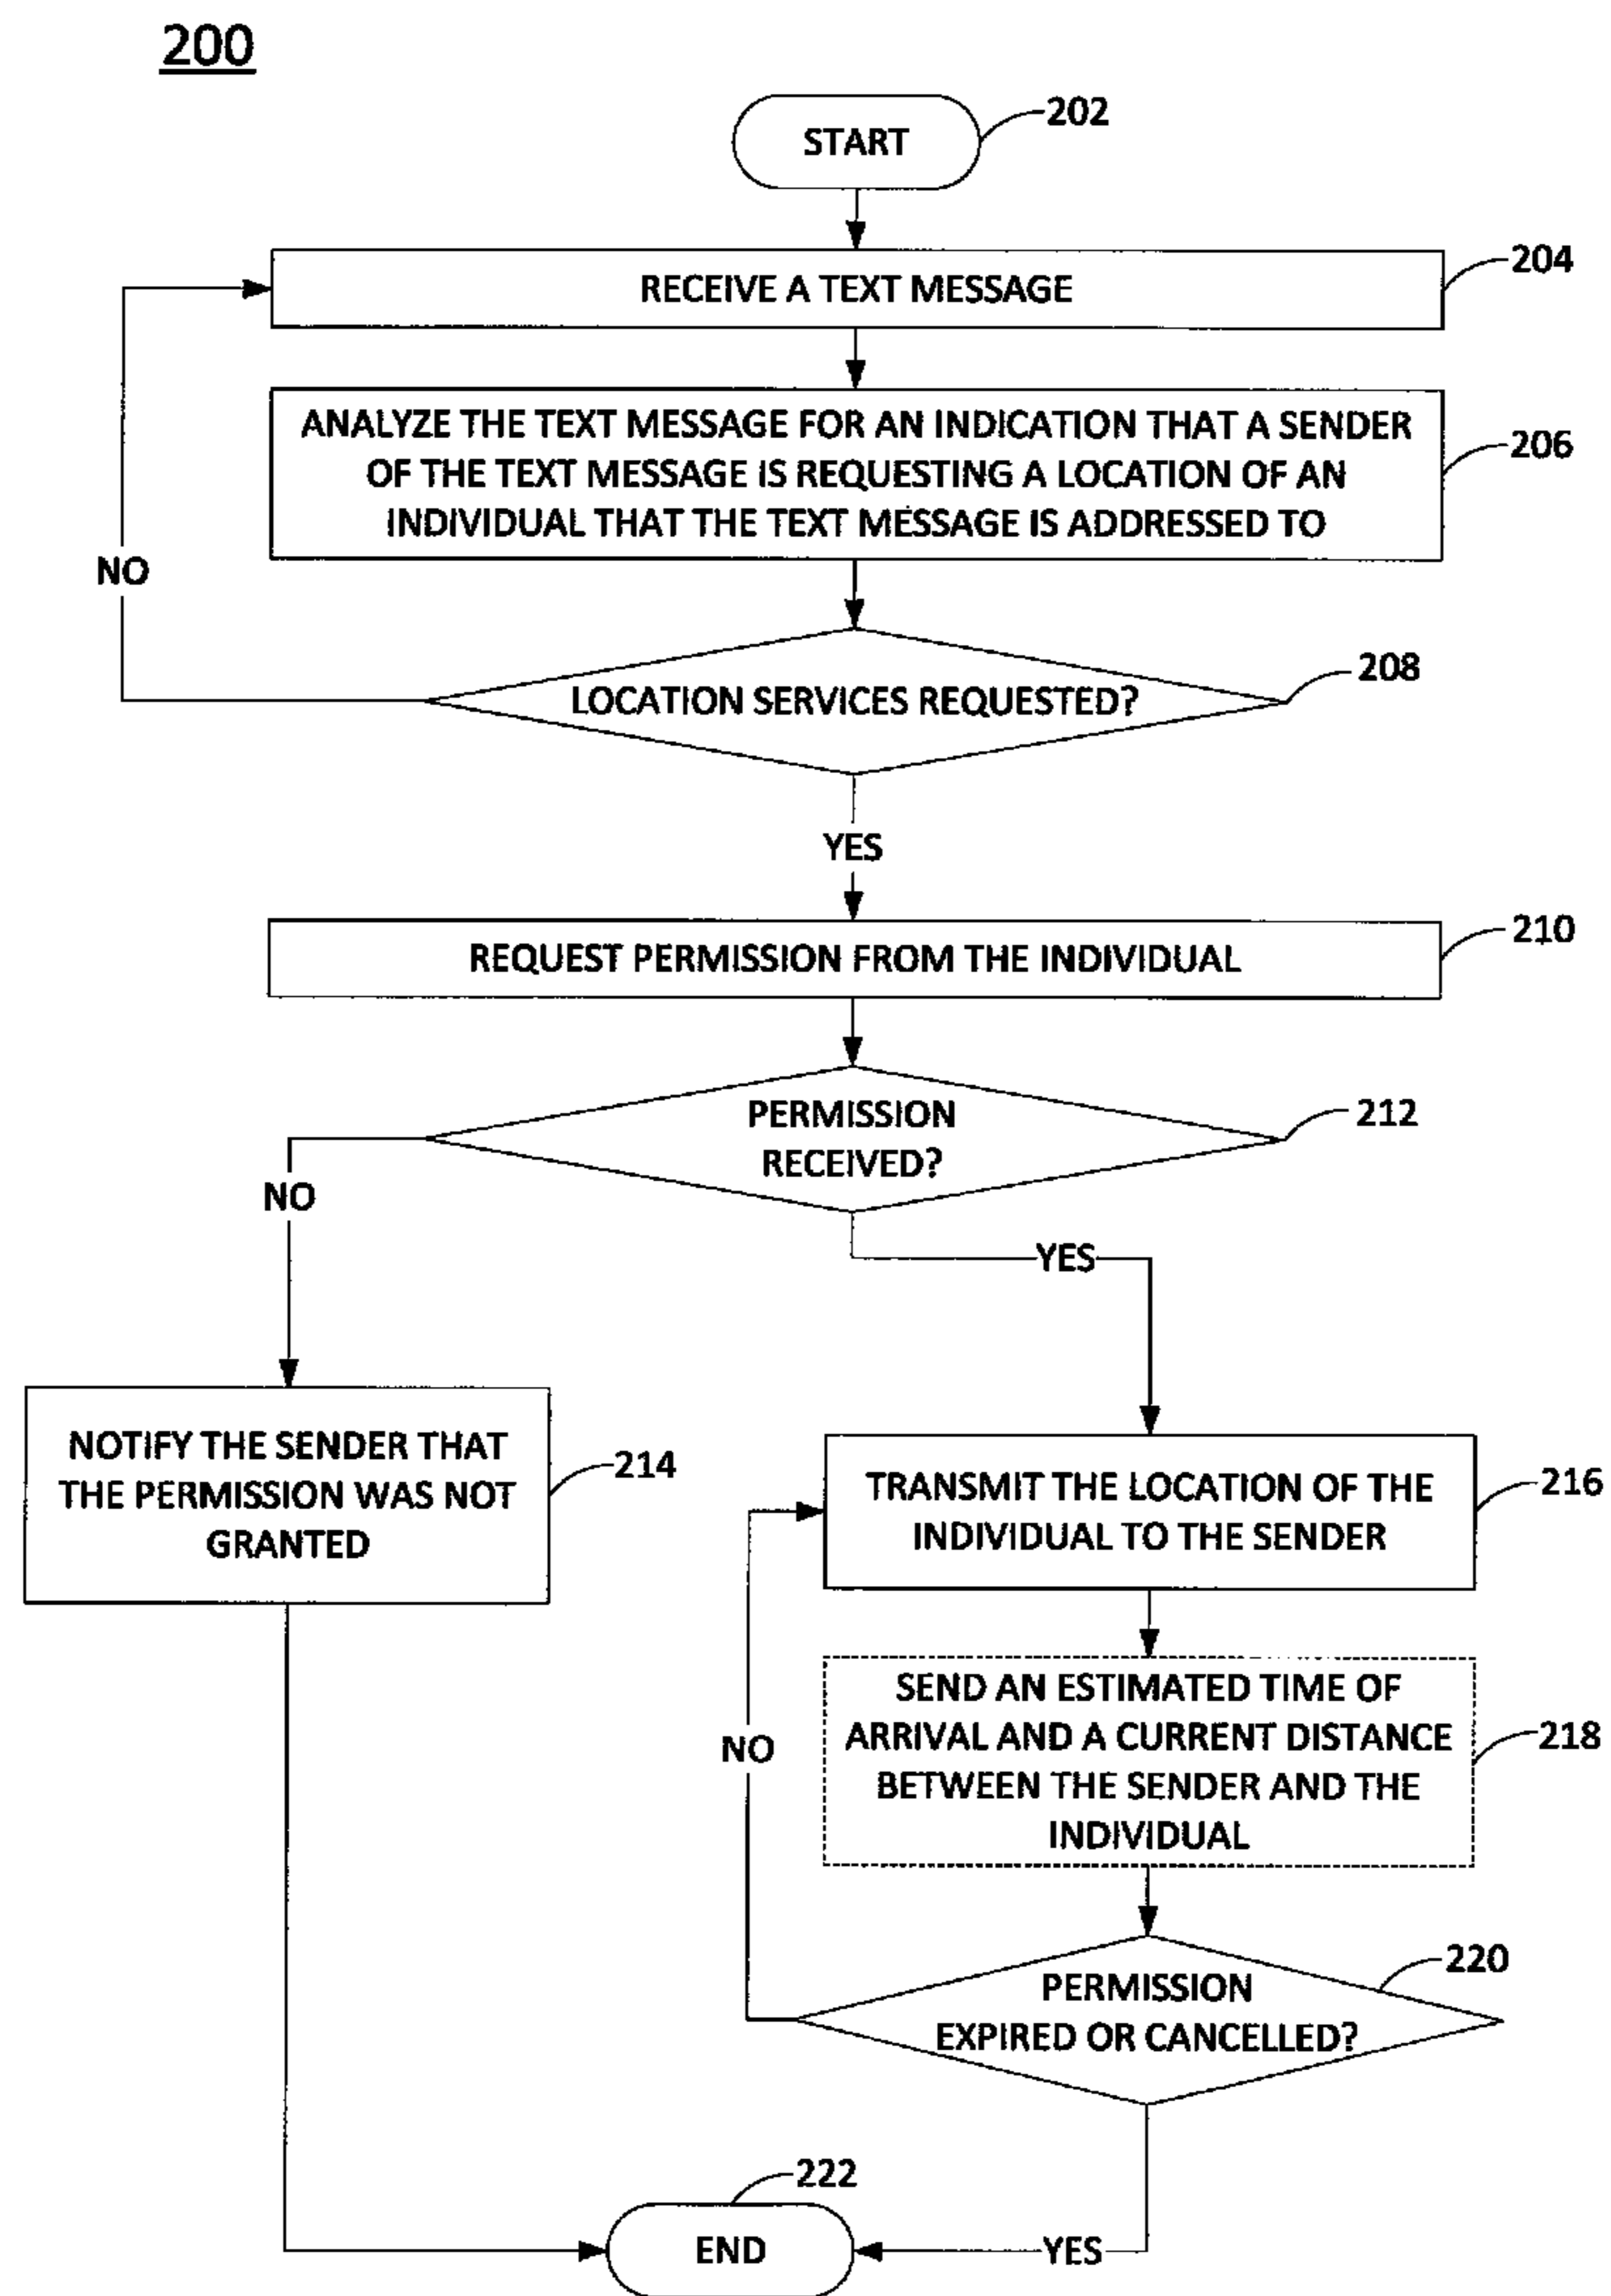 200
START
202
RECEIVE A TEXT MESSAGE
204
ANALYZE THE TEXT MESSAGE FOR AN INDICATION THAT A SENDER
OF THE TEXT MESSAGE IS REQUESTING A LOCATION OF AN
INDIVIDUAL THAT THE TEXT MESSAGE IS ADDRESSED TO
206
NO
LOCATION SERVICES REQUESTED?
208
YES
REQUEST PERMISSION FROM THE INDIVIDUAL
210
PERMISSION
RECEIVED?
212
NO
YES
NOTIFY THE SENDER THAT
THE PERMISSION WAS NOT
GRANTED
214
TRANSMIT THE LOCATION OF THE
INDIVIDUAL TO THE SENDER
216
SEND AN ESTIMATED TIME OF
ARRIVAL AND A CURRENT DISTANCE
BETWEEN THE SENDER AND THE
INDIVIDUAL
218
NO
PERMISSION
EXPIRED OR CANCELLED?
220
222
END
YES